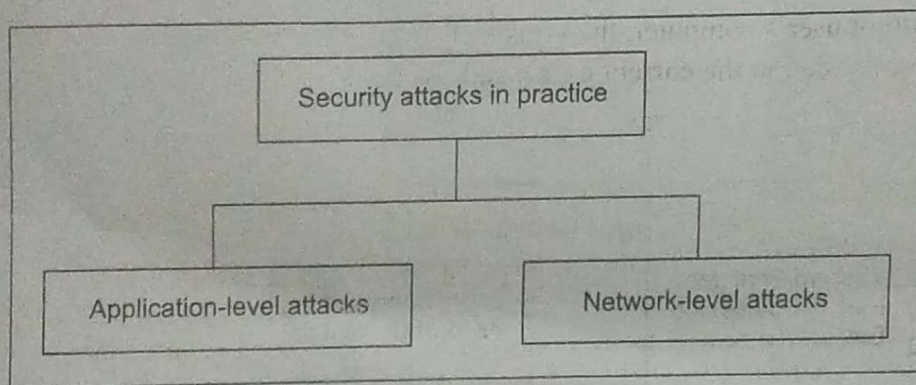 Security attacks in practice
Application-level attacks
Network-level attacks